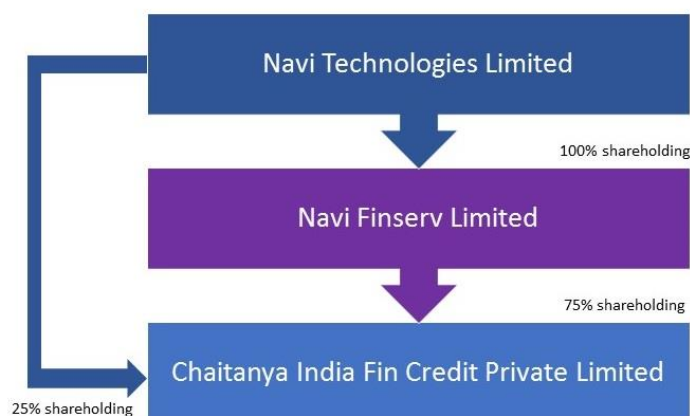 Navi Technologies Limited
100% shareholding
Navi Finserv Limited
75% shareholding
Chaitanya India Fin Credit Private Limited
25% shareholding